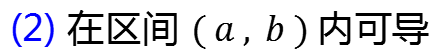 (2) 在区间 ( a , b ) 内可导